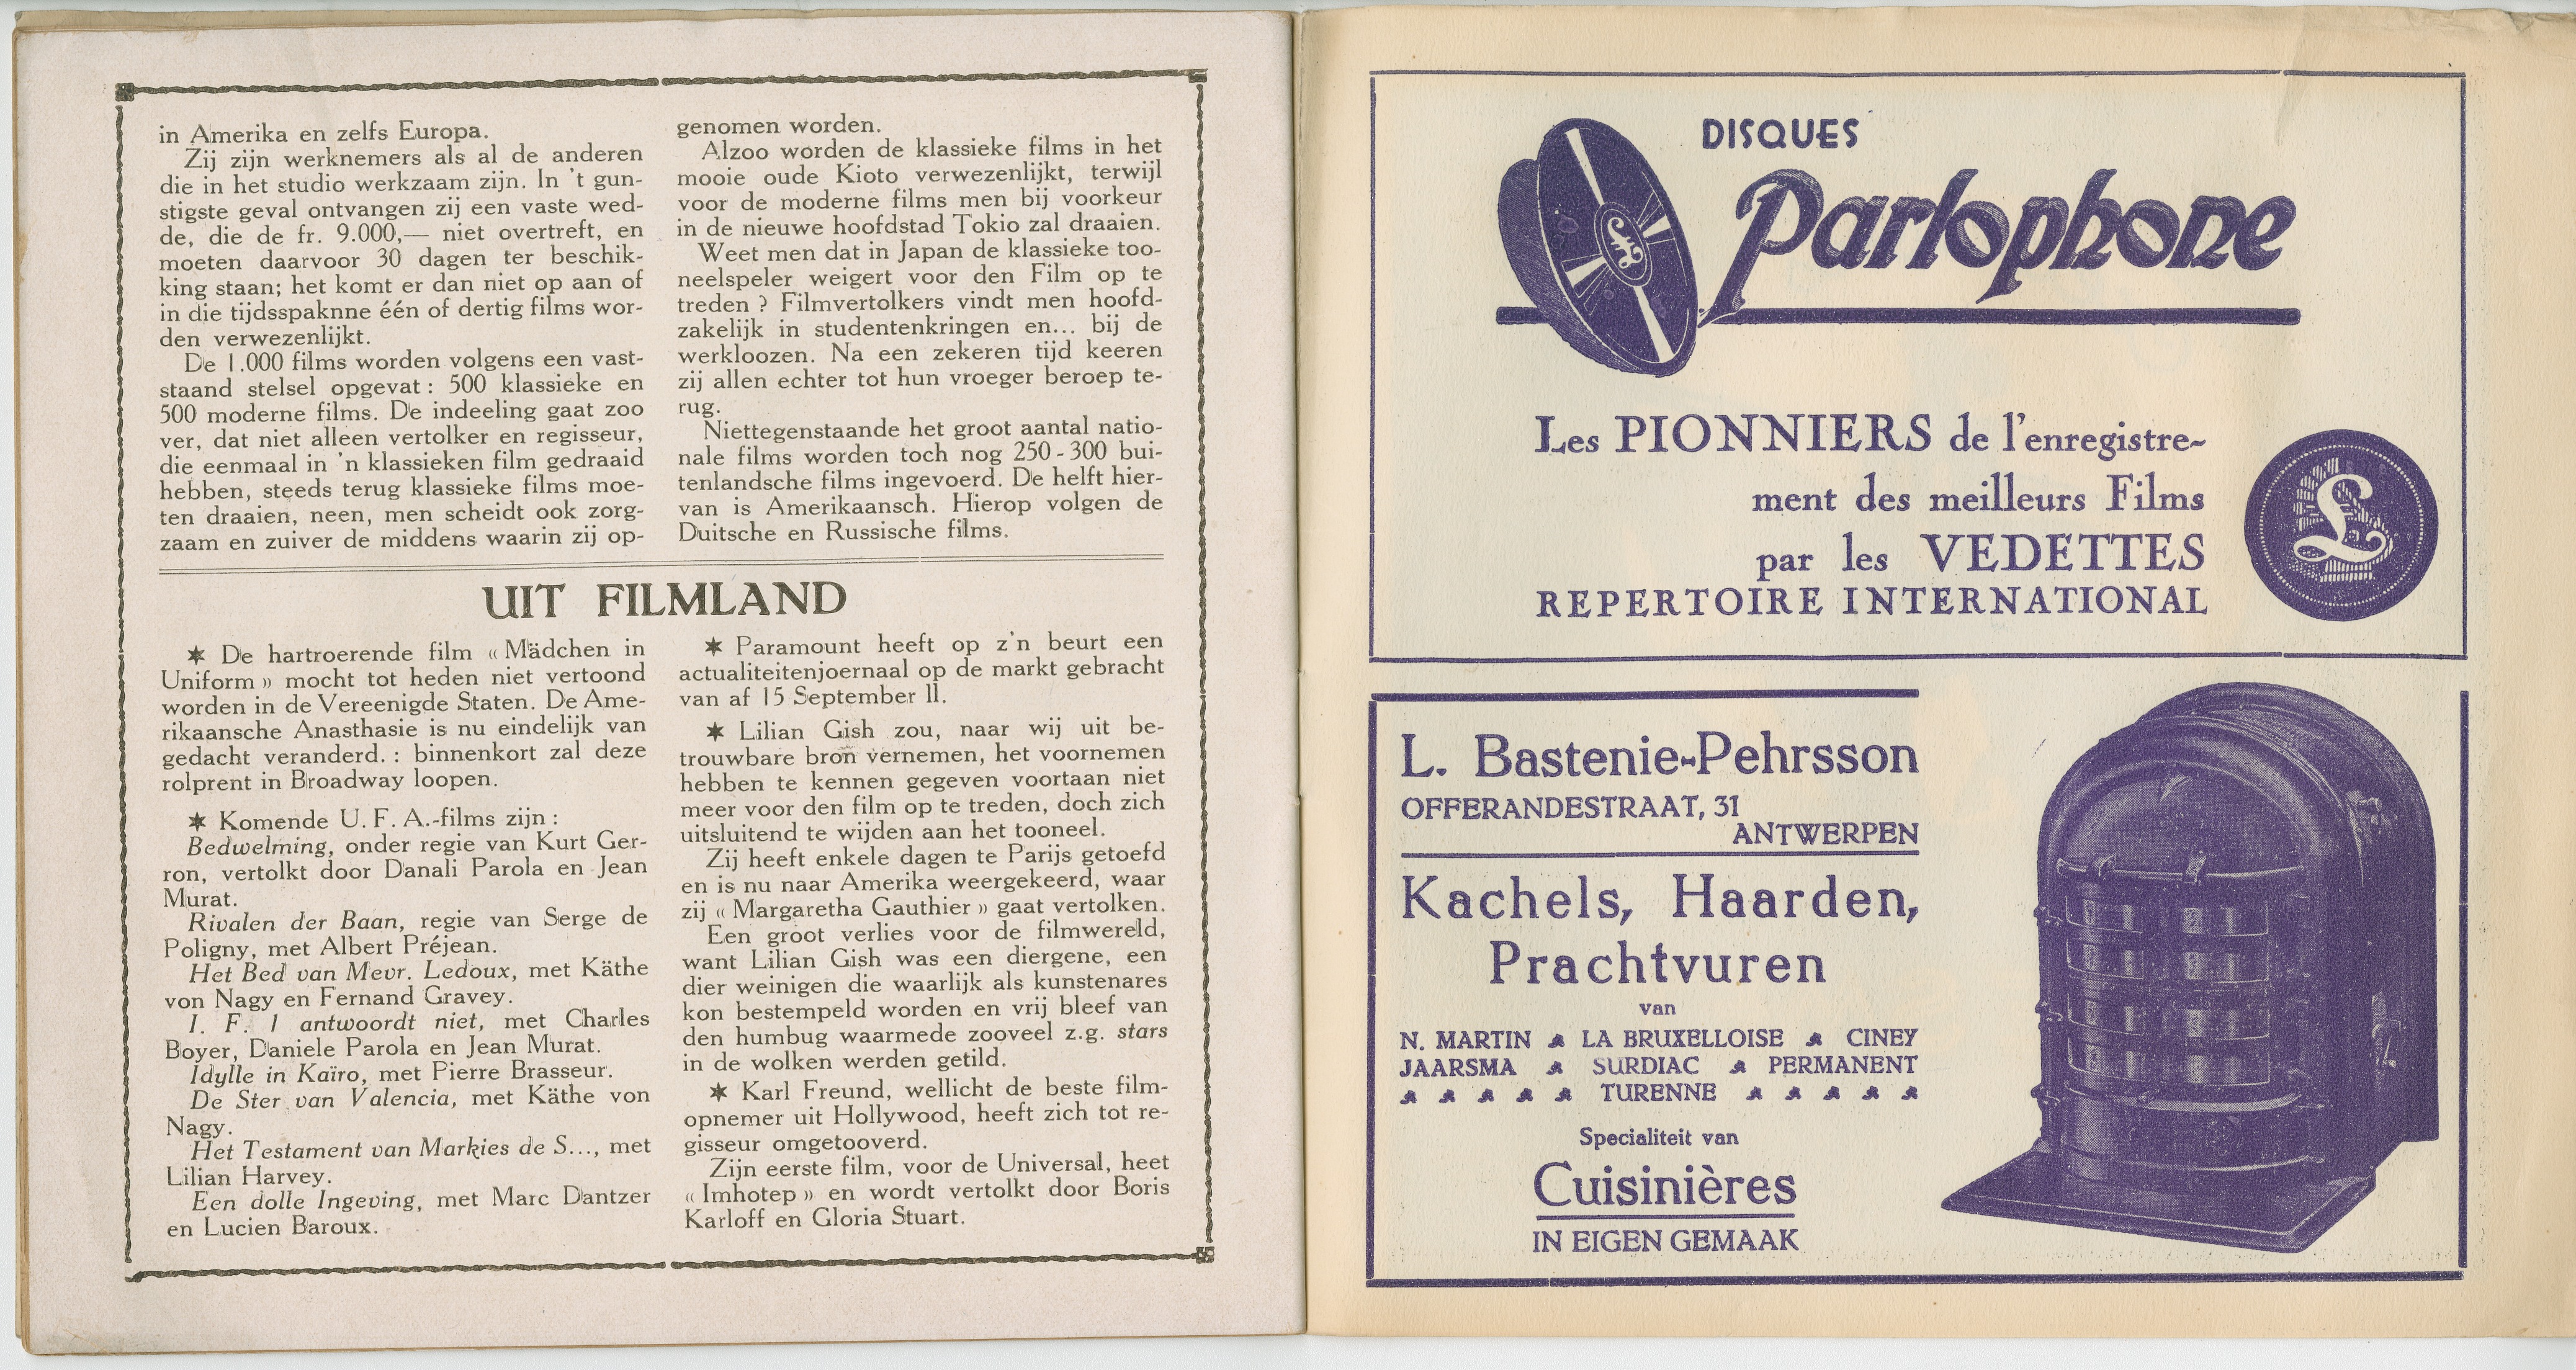 in Amerika en zelfs Europa.
Zij zijn werknemers als al de anderen
die in het studio werkzaam zijn. In 't gun-
stigste geval ontvangen zij een vaste wed-
de, die de fr. 9.000,— niet overtreft, en
moeten daarvoor 30 dagen ter beschik-
king staan; het komt er dan niet op aan of
in die tijdsspaknne één of dertig films wor-
den verwezenlijkt.
De 1.000 films worden volgens een vast-
staand stelsel opgevat : 500 klassieke en
500 moderne films. De indeeling gaat zoo
ver, dat niet alleen vertolker en regisseur,
die eenmaal in 'n klassieken film gedraaid
hebben, steeds terug klassieke films moe-
ten draaien, neen, men scheidt ook zorg-
zaam en zuiver de middens waarin zij op-
genomen worden.
Alzoo worden de klassieke films in het
mooie oude Kioto verwezenlijkt, terwijl
voor de moderne films men bij voorkeur
in de nieuwe hoofdstad Tokio zal draaien.
Weet men dat in Japan de klassieke too-
neelspeler weigert voor den Film op te
treden ? Filmvertolkers vindt men hoofd-
zakelijk in studentenkringen en... bij de
werkloozen. Na een zekeren tijd keeren
zij allen echter tot hun vroeger beroep te-
rug.
Niettegenstaande het groot aantal natio-
nale films worden toch nog 250 - 300 bui-
tenlandsche films ingevoerd. De helft hier-
van is Amerikaansch. Hierop volgen de
Duitsche en Russische films.
UIT FILMLAND
★ De hartroerende film « Mädchen in
Uniform » mocht tot heden niet vertoond
worden in de Vereenigde Staten. De Ame-
rikaansche Anasthasie is nu eindelijk van
gedacht veranderd. : binnenkort zal deze
rolprent in Broadway loopen.
★ Komende U. F. A.-films zijn :
Bedwelming, onder regie van Kurt Ger-
ron, vertolkt door Danali Parola en Jean
Murat.
Rivalen der Baan, regie van Serge de
Poligny, met Albert Préjean.
Het Bed van Mevr. Ledoux, met Käthe
von Nagy en Fernand Gravey.
I. F. 1 antwoordt niet, met Charles
Boyer, Daniele Parola en Jean Murat.
Idylle in Kaïro, met Pierre Brasseur.
De Ster van Valencia, met Käthe von
Nagy.
Het Testament van Markies de S..., met
Lilian Harvey.
Een dolle Ingeving, met Marc Dantzer
en Lucien Baroux.
★ Paramount heeft op z'n beurt een
actualiteitenjoernaal op de markt gebracht
van af 15 September ll.
★ Lilian Gish zou, naar wij uit be-
trouwbare bron vernemen, het voornemen
hebben te kennen gegeven voortaan niet
meer voor den film op te treden, doch zich
uitsluitend te wijden aan het tooneel.
Zij heeft enkele dagen te Parijs getoefd
en is nu naar Amerika weergekeerd, waar
zij « Margaretha Gauthier » gaat vertolken.
Een groot verlies voor de filmwereld,
want Lilian Gish was een diergene, een
dier weinigen die waarlijk als kunstenares
kon bestempeld worden en vrij bleef van
den humbug waarmede zooveel z.g. stars
in de wolken werden getild.
★ Karl Freund, wellicht de beste film-
opnemer uit Hollywood, heeft zich tot re-
gisseur omgetooverd.
Zijn eerste film, voor de Universal, heet
« Imhotep » en wordt vertolkt door Boris
Karloff en Gloria Stuart.
DISQUES
Parlophone
Les PIONNIERS de l'enregistre-
ment des meilleurs Films
par les VEDETTES
REPERTOIRE INTERNATIONAL
L. Bastenie-Pehrsson
OFFERANDESTRAAT, 31
ANTWERPEN
Kachels, Haarden,
Prachtvuren
van
N. MARTIN LA BRUXELLOISE CINEY
JAARSMA SURDIAC PERMANENT
TURENNE
Specialiteit van
Cuisinières
IN EIGEN GEMAAK